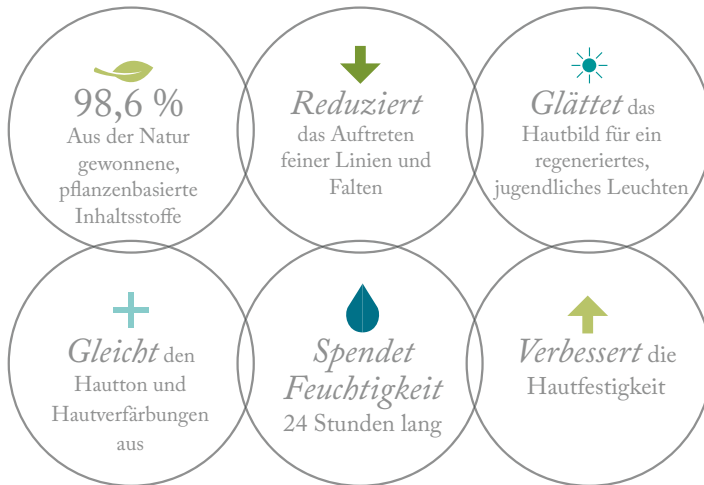 98,6 %
Aus der Natur
gewonnene,
pflanzenbasierte
Inhaltsstoffe
Reduziert
das Auftreten
feiner Linien und
Falten
Glättet das
Hautbild für ein
regeneriertes,
jugendliches Leuchten
Gleicht den
Hautton und
Hautverfärbungen
aus
Spendet
Feuchtigkeit
24 Stunden lang
Verbessert die
Hautfestigkeit